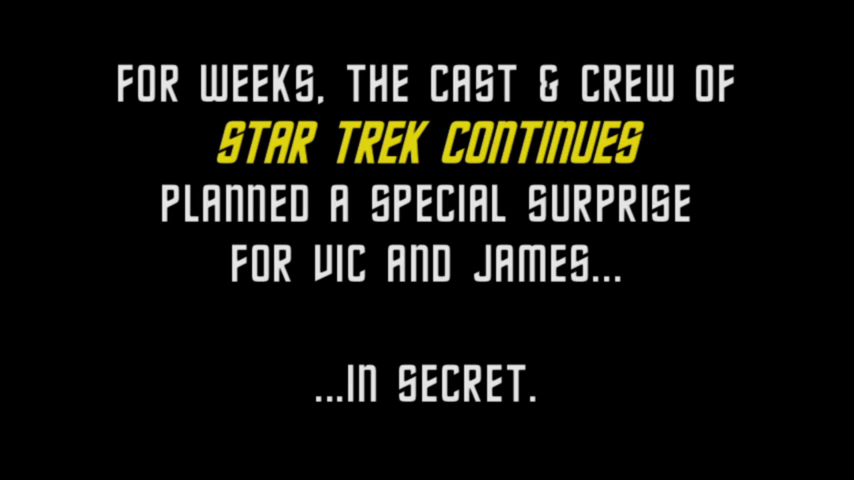 FOR WEEKS, THE CAST & CREW OF
STAR TREK CONTINUES
PLANNED A SPECIAL SURPRISE
FOR VIC AND JAMES...
...IN SECRET.